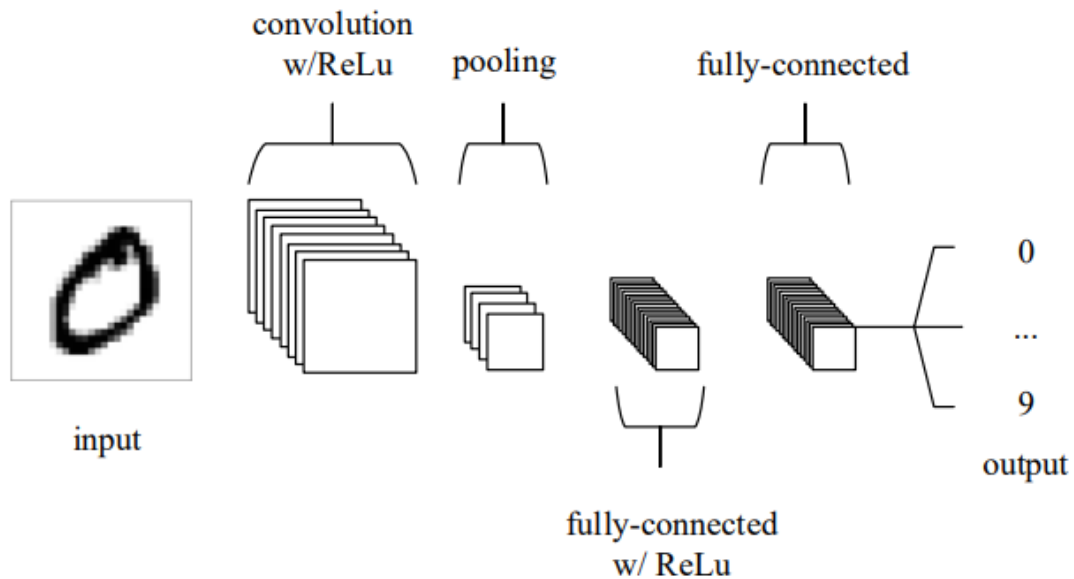 convolution
w/ReLu
pooling
fully-connected
0
...
9
input
output
fully-connected
w/ ReLu